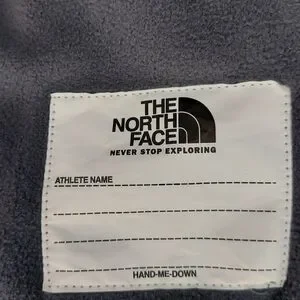 THE
NORTH
FACE
NEVER STOP EXPLORING
ATHLETE NAME
HAND-ME-DOWN